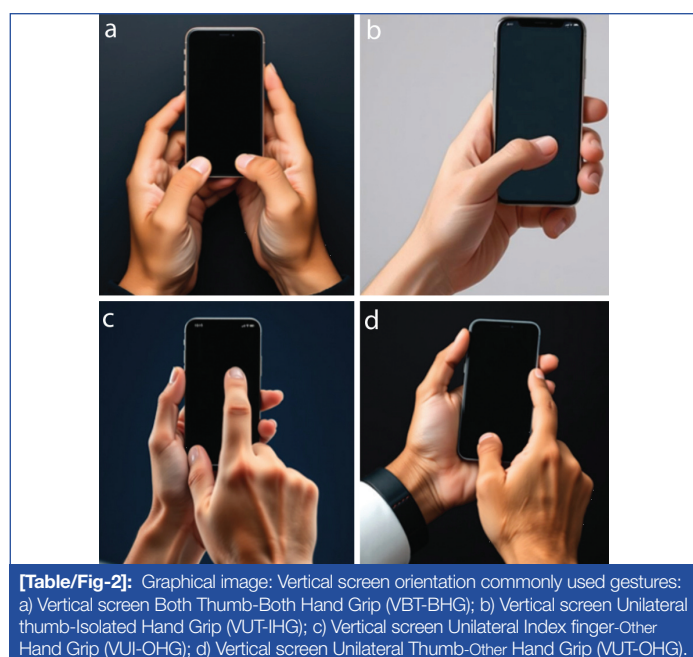 a
b
c
d
[Table/Fig-2]: Graphical image: Vertical screen orientation commonly used gestures:
a) Vertical screen Both Thumb-Both Hand Grip (VBT-BHG); b) Vertical screen Unilateral
thumb-Isolated Hand Grip (VUT-IHG); c) Vertical screen Unilateral Index finger-Other
Hand Grip (VUI-OHG); d) Vertical screen Unilateral Thumb-Other Hand Grip (VUT-OHG).